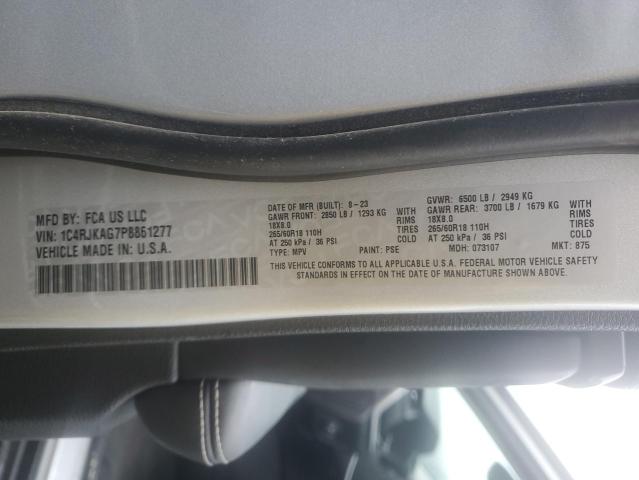 MFD BY: FCA US LLC
VIN: 1C4RJKAG7P8861277
VEHICLE MADE IN U.S.A.
DATE OF MFR (BUILT): 8-23
GAWR FRONT: 2850 LB / 1293 KG WITH
18X8.0 RIMS
265/60R18 110H TIRES
AT 250 kPa / 36 PSI COLD
TYPE: MPV PAINT: PSE
GVWR: 6500 LB / 2949 KG
GAWR REAR: 3700 LB / 1679 KG WITH
18X8.0 RIMS
265/60R18 110H TIRES
AT 250 kPa / 36 PSI COLD
MDH: 073107 MKT: 875
THIS VEHICLE CONFORMS TO ALL APPLICABLE U.S.A. FEDERAL MOTOR VEHICLE SAFETY
STANDARDS IN EFFECT ON THE DATE OF MANUFACTURE SHOWN ABOVE.